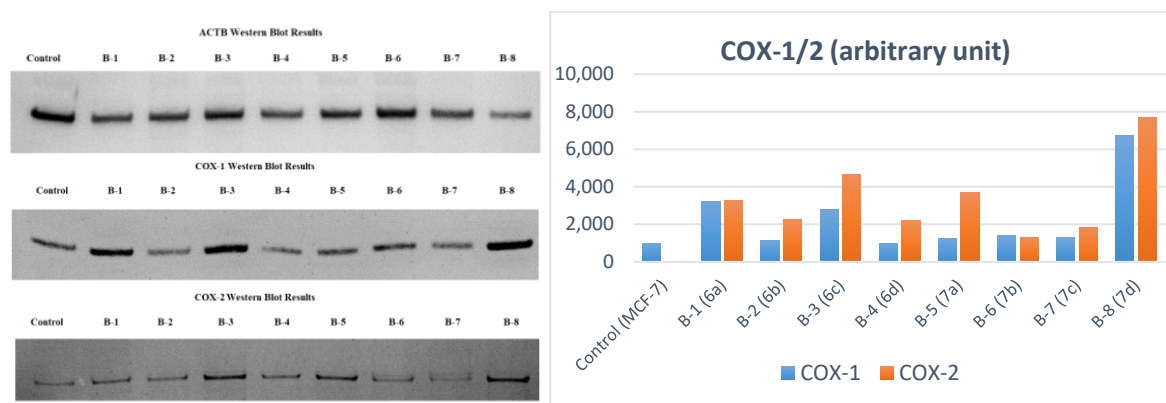 ACTB Western Blot Results
Control B-1 B-2 B-3 B-4 B-5 B-6 B-7 B-8
COX-1 Western Blot Results
Control B-1 B-2 B-3 B-4 B-5 B-6 B-7 B-8
COX-2 Western Blot Results
Control B-1 B-2 B-3 B-4 B-5 B-6 B-7 B-8
COX-1/2 (arbitrary unit)
10,000
8,000
6,000
4,000
2,000
0
Control (MCF-7)
B-1 (6a)
B-2 (6b)
B-3 (6c)
B-4 (6d)
B-5 (7a)
B-6 (7b)
B-7 (7c)
B-8 (7d)
COX-1 COX-2